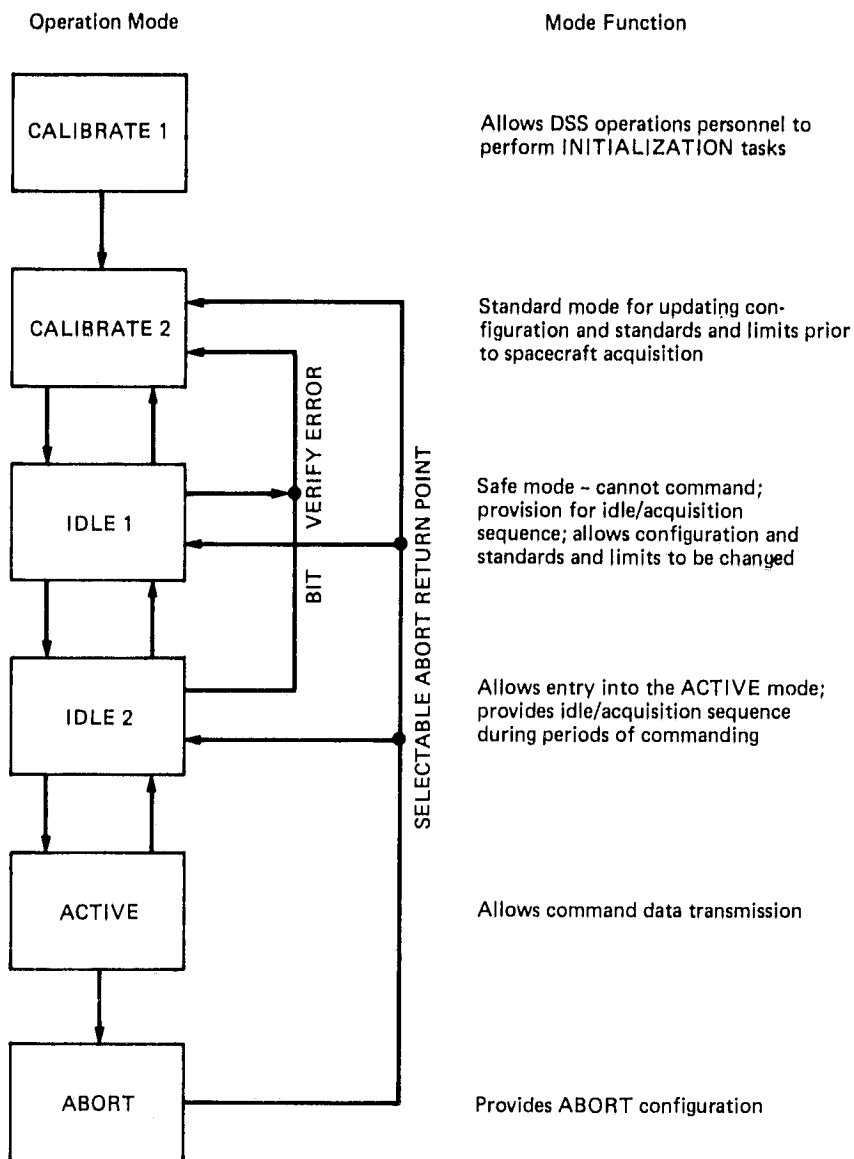 Operation Mode
Mode Function
CALIBRATE 1
Allows DSS operations personnel to
perform INITIALIZATION tasks
CALIBRATE 2
Standard mode for updating con-
figuration and standards and limits prior
to spacecraft acquisition
BIT VERIFY ERROR
SELECTABLE ABORT RETURN POINT
IDLE 1
Safe mode – cannot command;
provision for idle/acquisition
sequence; allows configuration and
standards and limits to be changed
IDLE 2
Allows entry into the ACTIVE mode;
provides idle/acquisition sequence
during periods of commanding
ACTIVE
Allows command data transmission
ABORT
Provides ABORT configuration